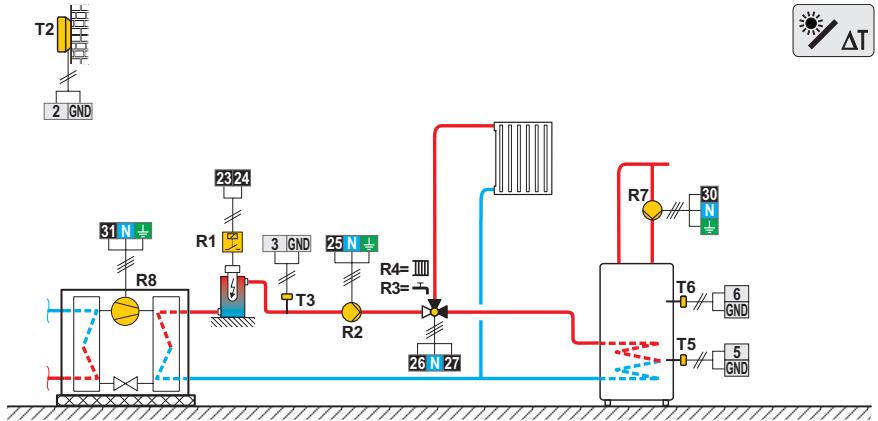 T2
2 GND
ΔT
23 24
R1
3 GND
T3
25 N
R2
R4=
R3=
26 N 27
31 N
R8
R7
30
N
T6
6
GND
T5
5
GND